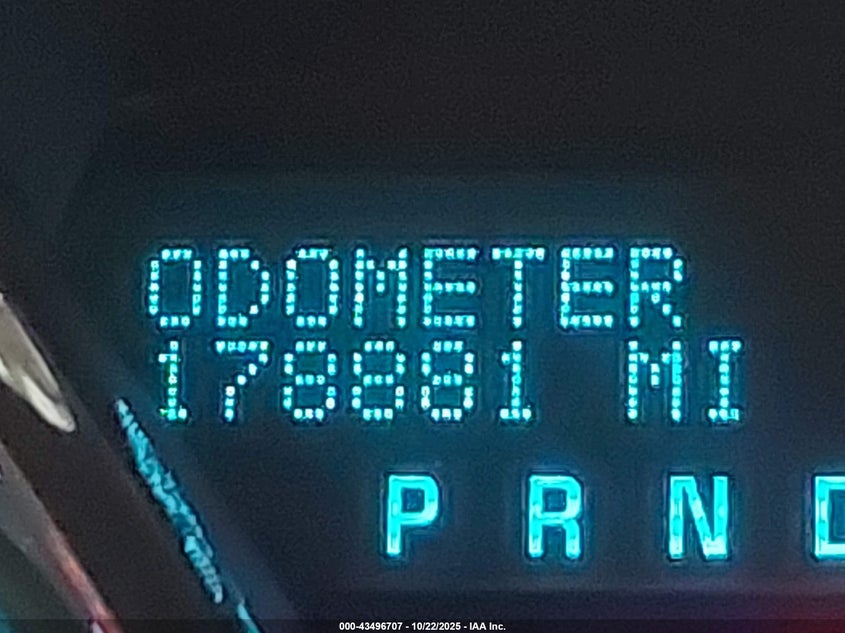 ODOMETER
178881 MI
P R N D
000-43496707 - 10/22/2025 - IAA Inc.